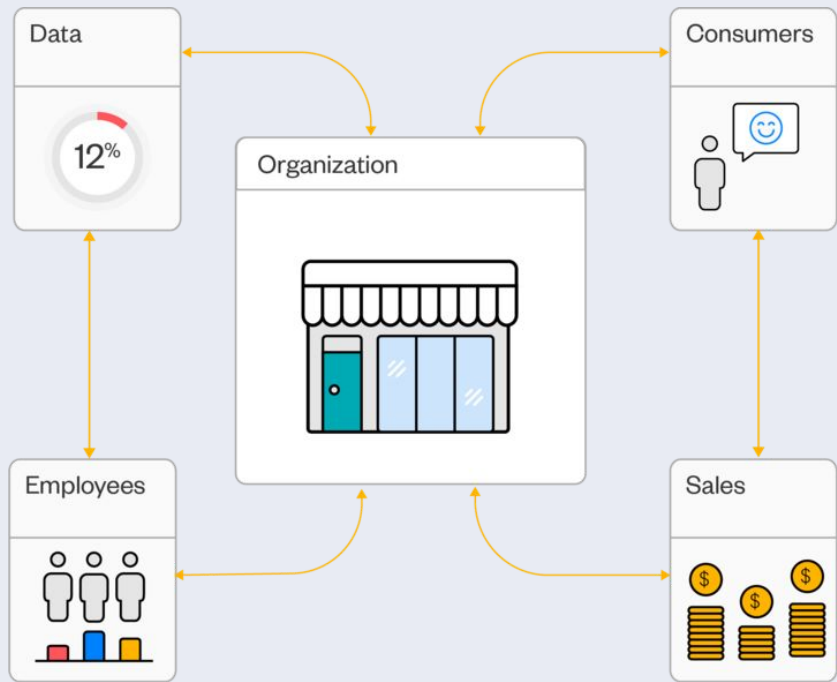 Data
12%
Consumers
Organization
Employees
Sales
$
$
$